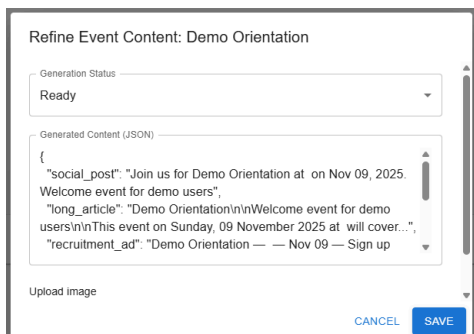 Refine Event Content: Demo Orientation
Generation Status
Ready
Generated Content (JSON)
{
"social_post": "Join us for Demo Orientation at  on Nov 09, 2025.
Welcome event for demo users",
"long_article": "Demo Orientation\n\nWelcome event for demo
users\n\nThis event on Sunday, 09 November 2025 at  will cover...",
"recruitment_ad": "Demo Orientation —  — Nov 09 — Sign up
Upload image
CANCEL
SAVE